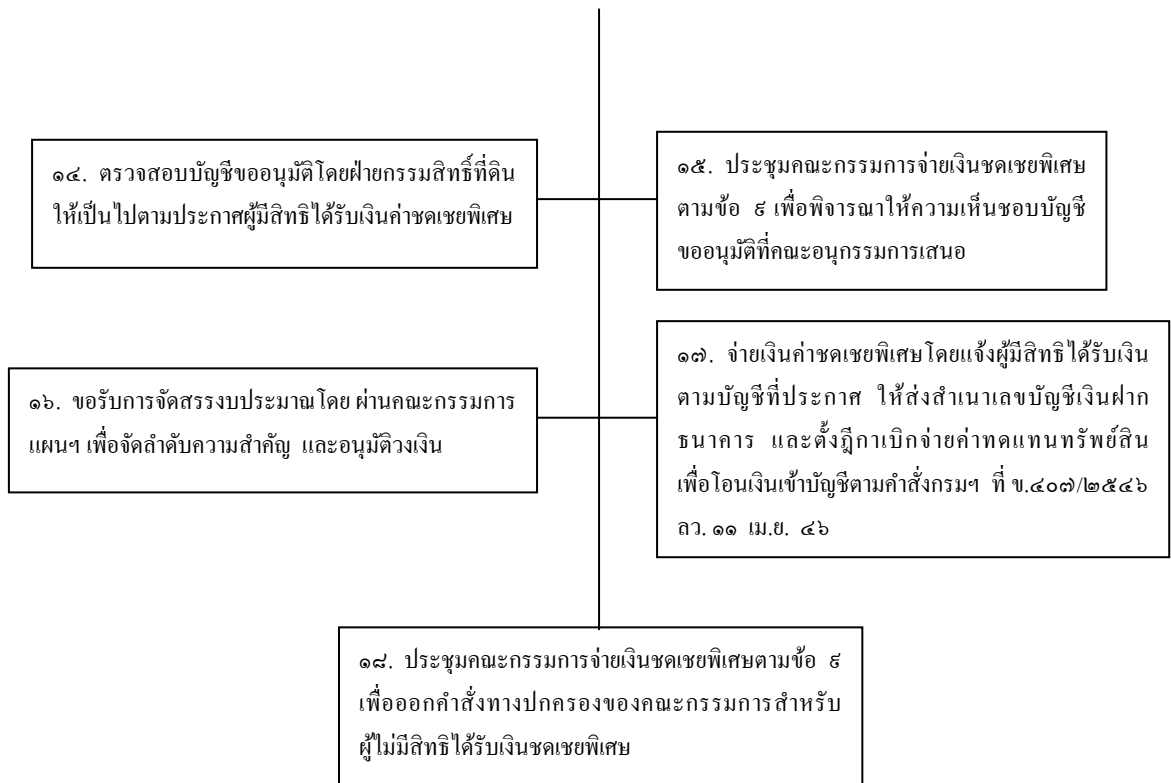 ๑๔. ตรวจสอบบัญชีขออนุมัติโดยฝ่ายกรรมสิทธิ์ที่ดิน
ให้เป็นไปตามประกาศผู้มีสิทธิได้รับเงินค่าชดเชยพิเศษ
๑๕. ประชุมคณะกรรมการจ่ายเงินชดเชยพิเศษ
ตามข้อ ๙ เพื่อพิจารณาให้ความเห็นชอบบัญชี
ขออนุมัติที่คณะอนุกรรมการเสนอ
๑๖. ขอรับการจัดสรรงบประมาณโดย ผ่านคณะกรรมการ
แผนฯ เพื่อจัดลำดับความสำคัญ และอนุมัติวงเงิน
๑๗. จ่ายเงินค่าชดเชยพิเศษโดยแจ้งผู้มีสิทธิได้รับเงิน
ตามบัญชีที่ประกาศ ให้ส่งสำเนาเลขบัญชีเงินฝาก
ธนาคาร และตั้งฎีกาเบิกจ่ายค่าทดแทนทรัพย์สิน
เพื่อโอนเงินเข้าบัญชีตามคำสั่งกรมฯ ที่ ข.๔๐๗/๒๕๔๖
ลว. ๑๑ เม.ย. ๔๖
๑๘. ประชุมคณะกรรมการจ่ายเงินชดเชยพิเศษตามข้อ ๙
เพื่อออกคำสั่งทางปกครองของคณะกรรมการสำหรับ
ผู้ไม่มีสิทธิได้รับเงินชดเชยพิเศษ